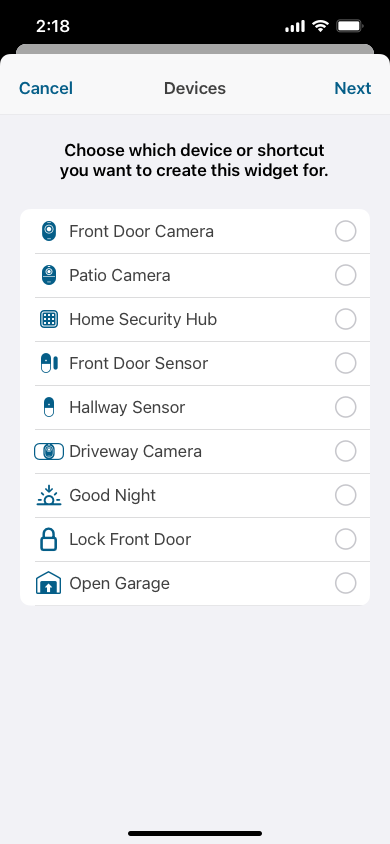 2:18
Cancel
Devices
Next
Choose which device or shortcut
you want to create this widget for.
Front Door Camera
Patio Camera
Home Security Hub
Front Door Sensor
Hallway Sensor
Driveway Camera
Good Night
Lock Front Door
Open Garage